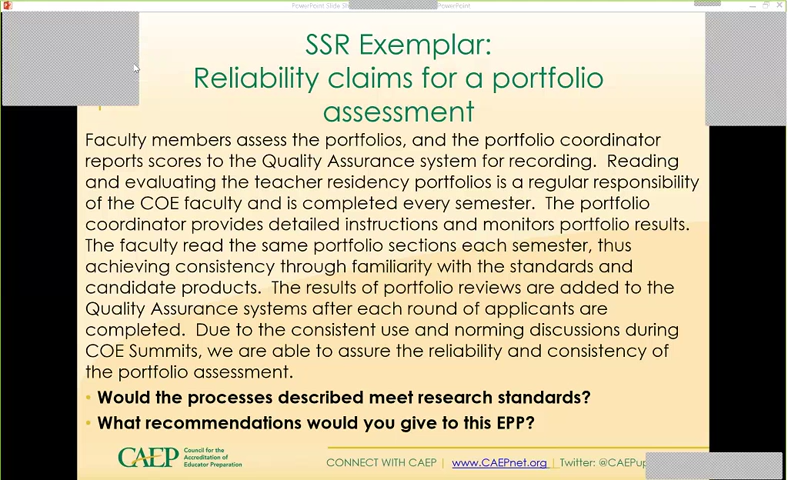 PowerPoint Slide
PowerPoint
SSR Exemplar:
Reliability claims for a portfolio
assessment
Faculty members assess the portfolios, and the portfolio coordinator
reports scores to the Quality Assurance system for recording.  Reading
and evaluating the teacher residency portfolios is a regular responsibility
of the COE faculty and is completed every semester.  The portfolio
coordinator provides detailed instructions and monitors portfolio results.
The faculty read the same portfolio sections each semester, thus
achieving consistency through familiarity with the standards and
candidate products.  The results of portfolio reviews are added to the
Quality Assurance systems after each round of applicants are
completed.  Due to the consistent use and norming discussions during
COE Summits, we are able to assure the reliability and consistency of
the portfolio assessment.
• Would the processes described meet research standards?
• What recommendations would you give to this EPP?
CAEP
Council for the
Accreditation of
Educator Preparation
CONNECT WITH CAEP | www.CAEPnet.org | Twitter: @CAEPup